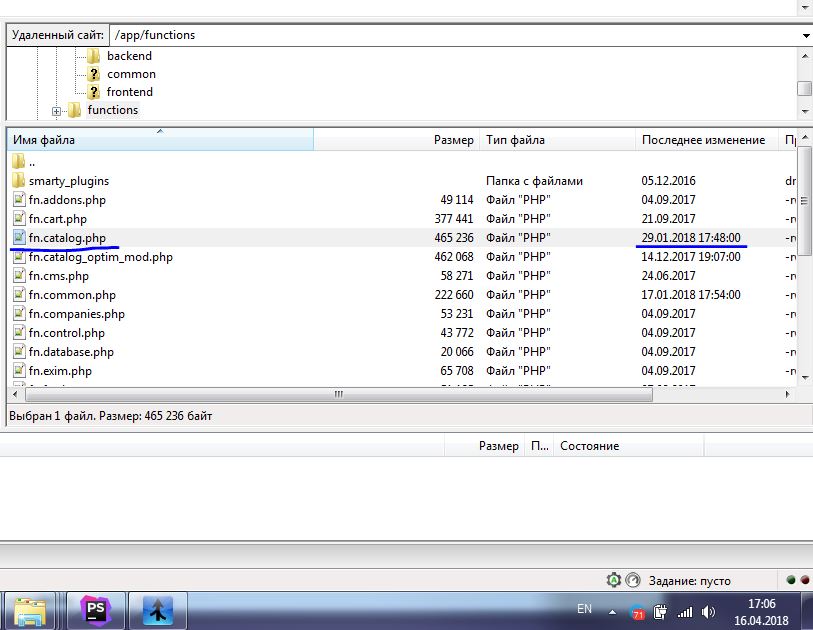 Удаленный сайт: /app/functions
backend
common
frontend
functions
Имя файла Размер Тип файла Последнее изменение
..
smarty_plugins Папка с файлами 05.12.2016
fn.addons.php 49 114 Файл "PHP" 04.09.2017
fn.cart.php 377 441 Файл "PHP" 21.09.2017
fn.catalog.php 465 236 Файл "PHP" 29.01.2018 17:48:00
fn.catalog_optim_mod.php 462 068 Файл "PHP" 14.12.2017 19:07:00
fn.cms.php 58 271 Файл "PHP" 24.06.2017
fn.common.php 222 660 Файл "PHP" 17.01.2018 17:54:00
fn.companies.php 53 231 Файл "PHP" 04.09.2017
fn.control.php 43 772 Файл "PHP" 04.09.2017
fn.database.php 20 066 Файл "PHP" 04.09.2017
fn.exim.php 65 708 Файл "PHP" 04.09.2017
Выбран 1 файл. Размер: 465 236 байт
Размер П... Состояние
Задание: пусто
PS EN 71 17:06
16.04.2018